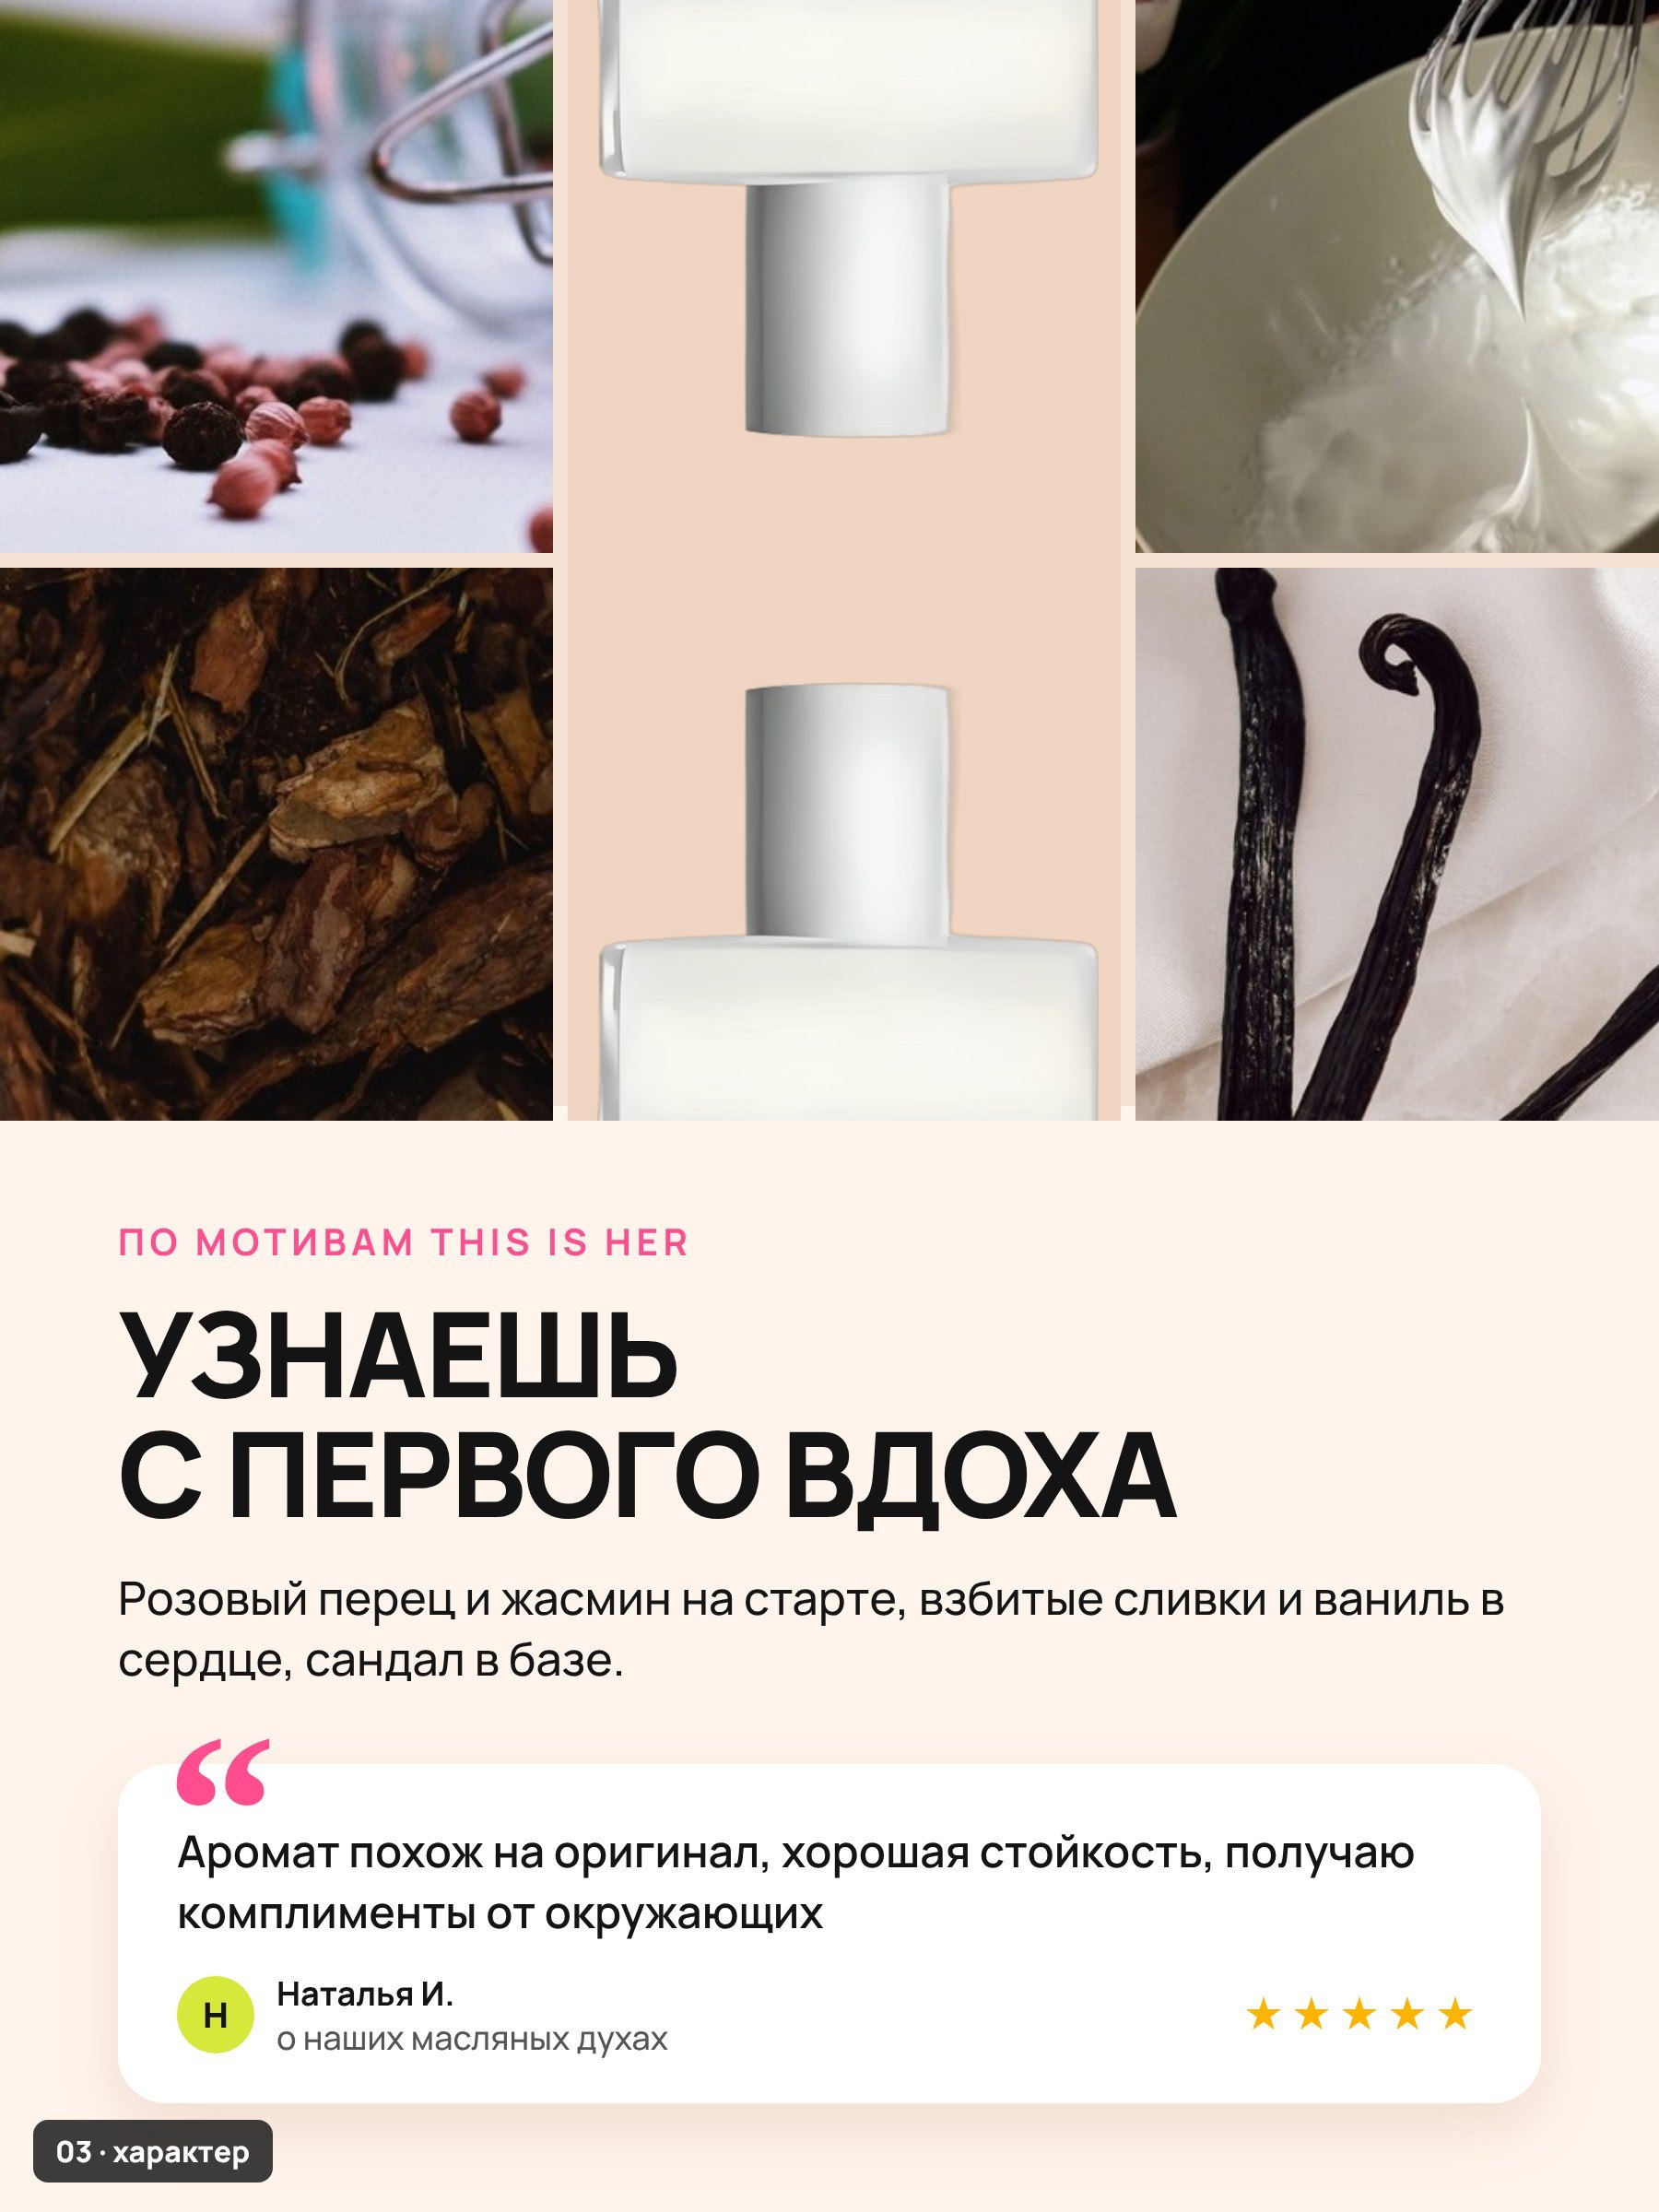 ПО МОТИВАМ THIS IS HER
УЗНАЕШЬ
С ПЕРВОГО ВДОХА
Розовый перец и жасмин на старте, взбитые сливки и ваниль в
сердце, сандал в базе.
“
Аромат похож на оригинал, хорошая стойкость, получаю
комплименты от окружающих
Н
Наталья И.
о наших масляных духах
★★★★★
03 · характер